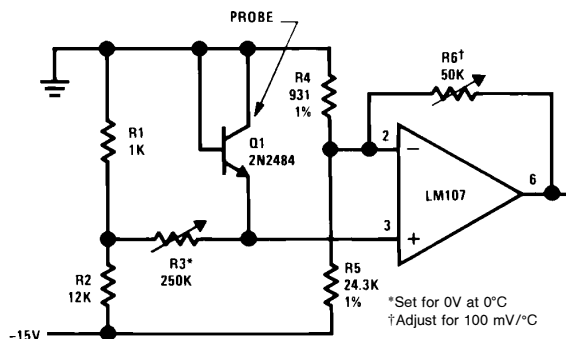 PROBE
R6†
50K
R4
931
1%
R1
1K
Q1
2N2484
2
−
6
LM107
3
+
R3*
250K
R2
12K
R5
24.3K
1%
*Set for 0V at 0°C
†Adjust for 100 mV/°C
−15V